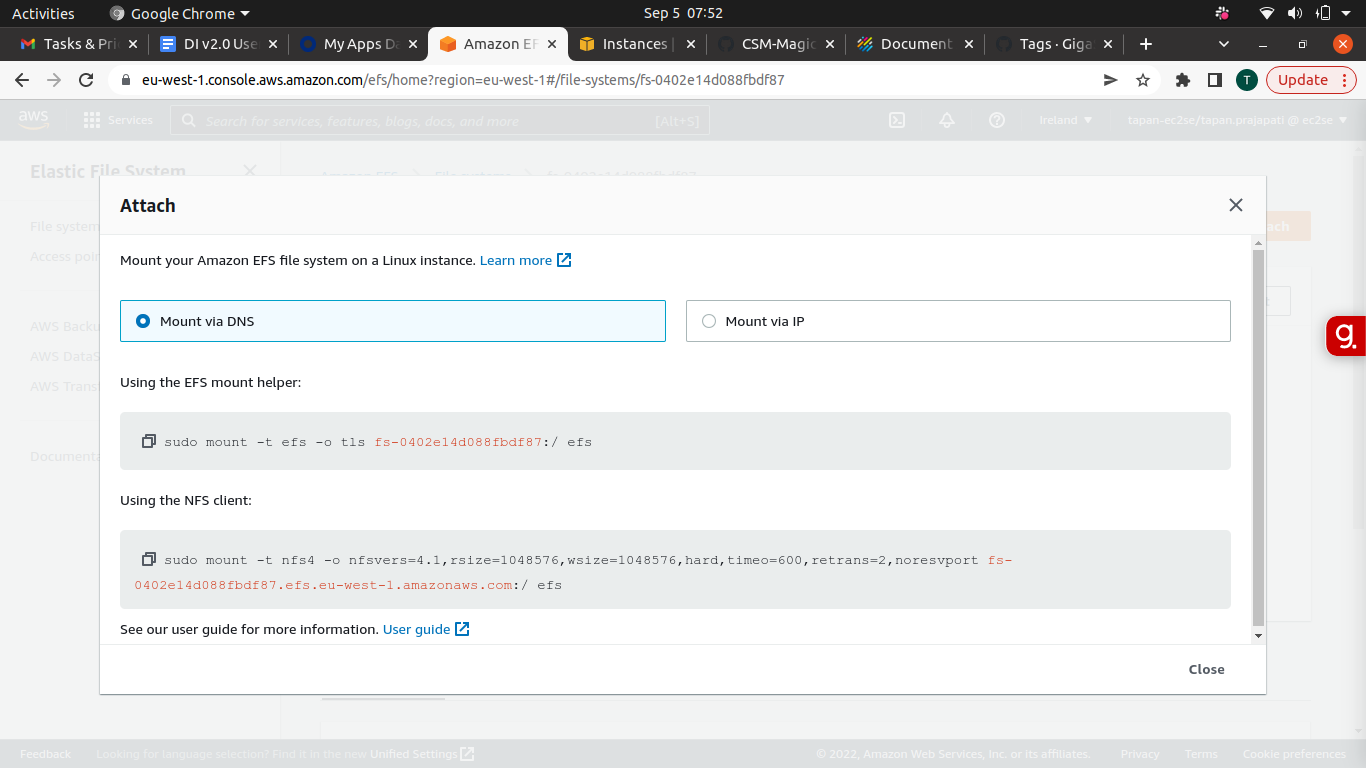 Activities
Google Chrome
Sep 5 07:52
Tasks & Pri
DI v2.0 Use
My Apps Da
Amazon EF
Instances |
CSM-Magic
Document
Tags · Giga
eu-west-1.console.aws.amazon.com/efs/home?region=eu-west-1#/file-systems/fs-0402e14d088fbdf87
T
Update
aws
Services
Search for services, features, blogs, docs, and more
[Alt+S]
Ireland
tapan-ec2se/tapan.prajapati @ ec2se
Elastic File System
File system
Access poi
AWS Backu
AWS DataS
AWS Trans
Documenta
Attach
Mount your Amazon EFS file system on a Linux instance. Learn more
Mount via DNS
Mount via IP
Using the EFS mount helper:
sudo mount -t efs -o tls fs-0402e14d088fbdf87:/ efs
Using the NFS client:
sudo mount -t nfs4 -o nfsvers=4.1,rsize=1048576,wsize=1048576,hard,timeo=600,retrans=2,noresvport fs-
0402e14d088fbdf87.efs.eu-west-1.amazonaws.com:/ efs
See our user guide for more information. User guide
Close
g.
Feedback
Looking for language selection? Find it in the new Unified Settings
© 2022, Amazon Web Services, Inc. or its affiliates.
Privacy
Terms
Cookie preferences